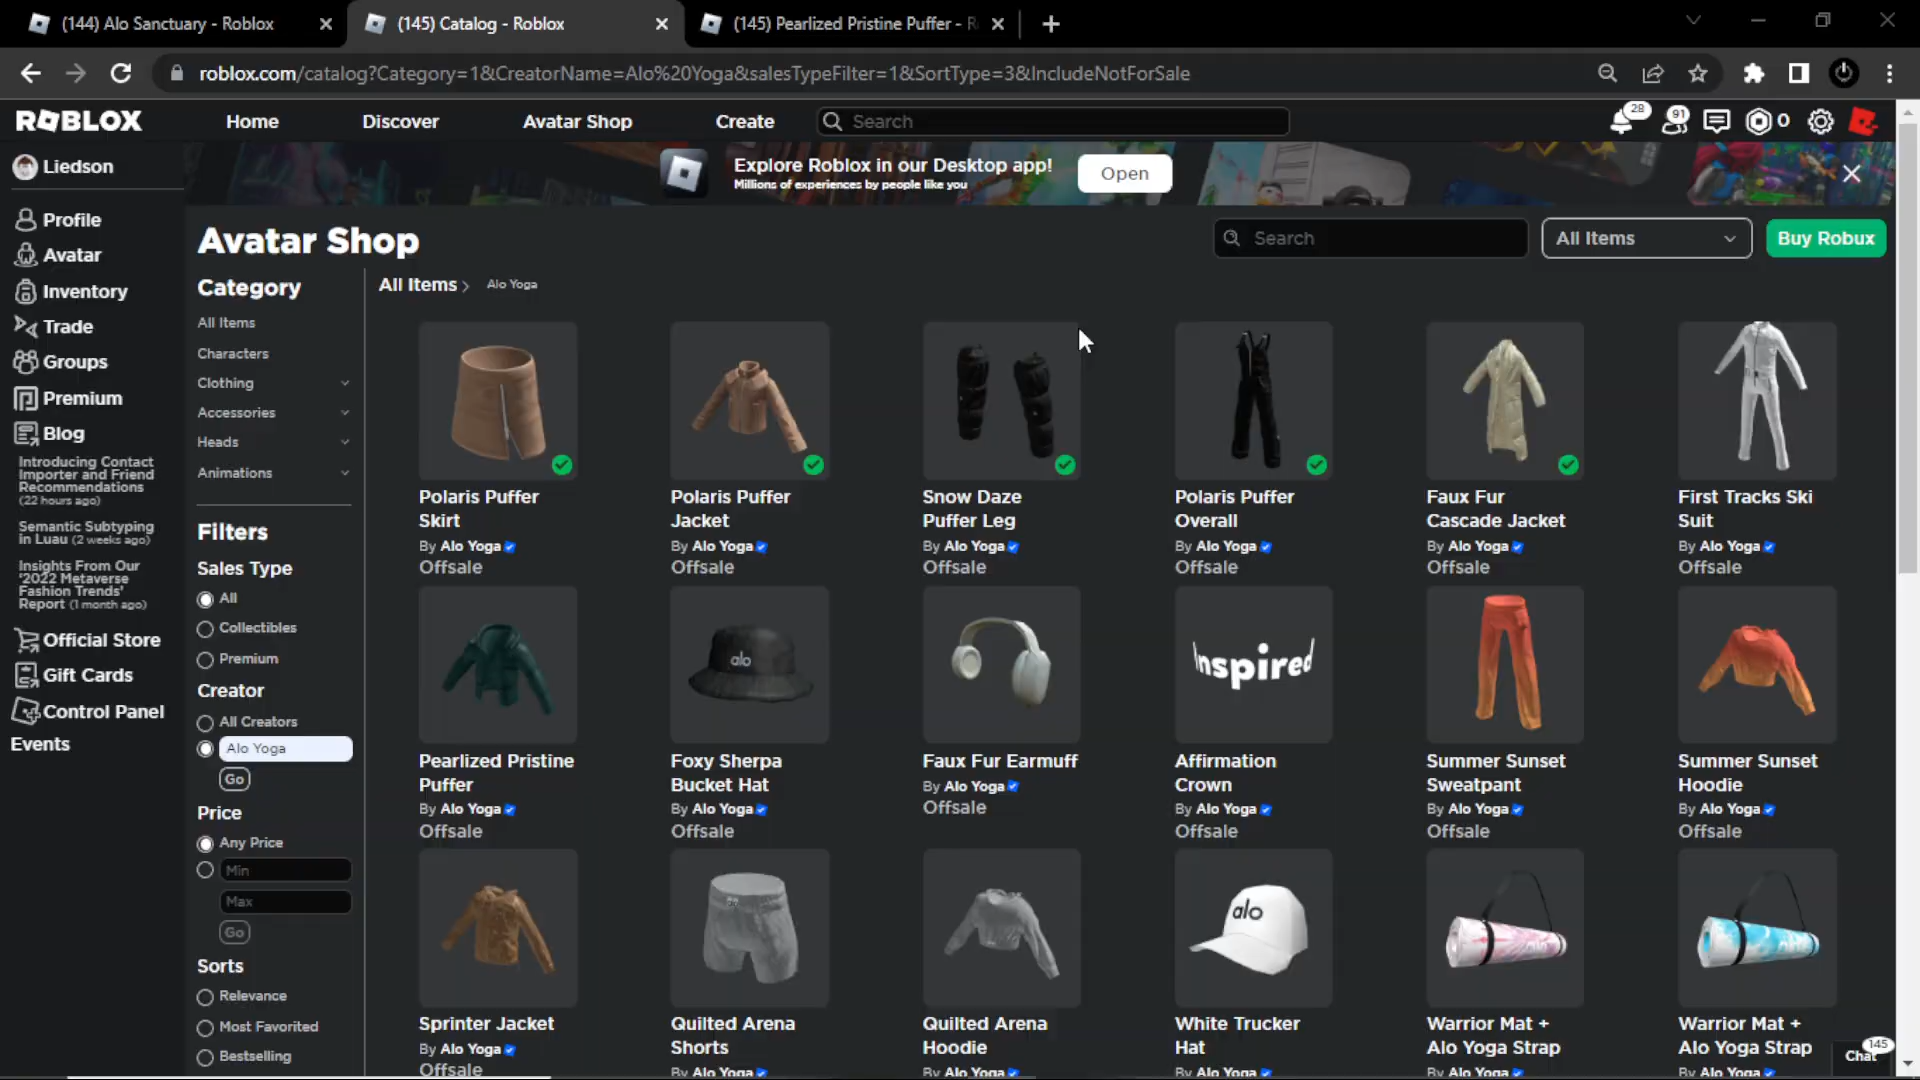 (144) Alo Sanctuary - Roblox
(145) Catalog - Roblox
(145) Pearlized Pristine Puffer - R
roblox.com/catalog?Category=1&CreatorName=Alo%20Yoga&salesTypeFilter=1&SortType=3&IncludeNotForSale
ROBLOX
Home
Discover
Avatar Shop
Create
Search
28
91
0
Liedson
Explore Roblox in our Desktop app!
Millions of experiences by people like you
Open
Profile
Avatar
Inventory
Trade
Groups
Premium
Blog
Introducing Contact
Importer and Friend
Recommendations
(22 hours ago)
Semantic Subtyping
in Luau (2 weeks ago)
Insights From Our
'2022 Metaverse
Fashion Trends'
Report (1 month ago)
Official Store
Gift Cards
Control Panel
Events
Avatar Shop
Search
All Items
Buy Robux
Category
All Items
Characters
Clothing
Accessories
Heads
Animations
Filters
Sales Type
All
Collectibles
Premium
Creator
All Creators
Alo Yoga
Go
Price
Any Price
Min
Max
Go
Sorts
Relevance
Most Favorited
Bestselling
All Items > Alo Yoga
Polaris Puffer
Skirt
By Alo Yoga
Offsale
Polaris Puffer
Jacket
By Alo Yoga
Offsale
Snow Daze
Puffer Leg
By Alo Yoga
Offsale
Polaris Puffer
Overall
By Alo Yoga
Offsale
Faux Fur
Cascade Jacket
By Alo Yoga
Offsale
First Tracks Ski
Suit
By Alo Yoga
Offsale
Pearlized Pristine
Puffer
By Alo Yoga
Offsale
alo
Foxy Sherpa
Bucket Hat
By Alo Yoga
Offsale
Faux Fur Earmuff
By Alo Yoga
Offsale
nspired
Affirmation
Crown
By Alo Yoga
Offsale
Summer Sunset
Sweatpant
By Alo Yoga
Offsale
Summer Sunset
Hoodie
By Alo Yoga
Offsale
Sprinter Jacket
By Alo Yoga
Offsale
Quilted Arena
Shorts
By Alo Yoga
Quilted Arena
Hoodie
By Alo Yoga
alo
White Trucker
Hat
By Alo Yoga
Warrior Mat +
Alo Yoga Strap
By Alo Yoga
Warrior Mat +
Alo Yoga Strap
By Alo Yoga
Chat
145